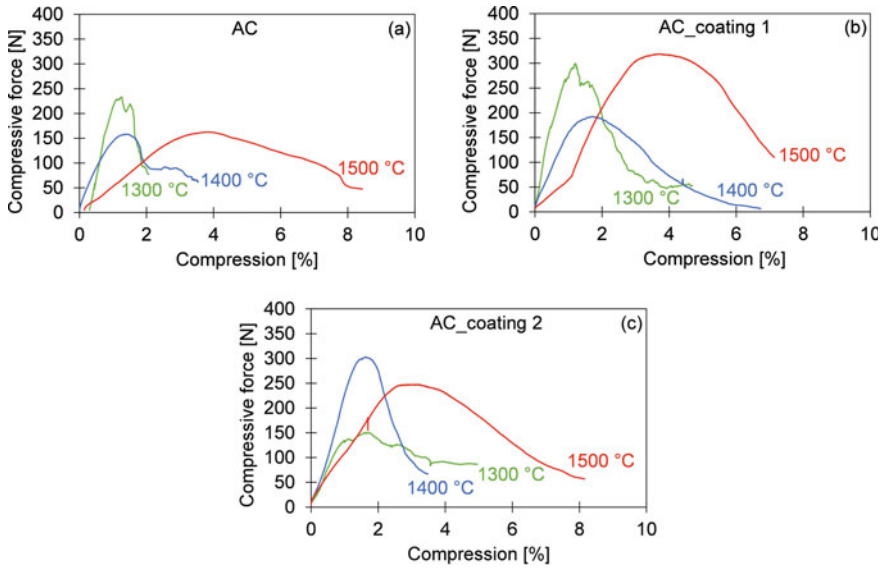 AC
(a)
Compressive force [N]
400
350
300
250
200
150
100
50
0
1300 °C
1400 °C
1500 °C
0 2 4 6 8 10
Compression [%]
AC_coating 1
(b)
Compressive force [N]
400
350
300
250
200
150
100
50
0
1500 °C
1300 °C
1400 °C
0 2 4 6 8 10
Compression [%]
AC_coating 2
(c)
Compressive force [N]
400
350
300
250
200
150
100
50
0
1400 °C
1300 °C
1500 °C
0 2 4 6 8 10
Compression [%]